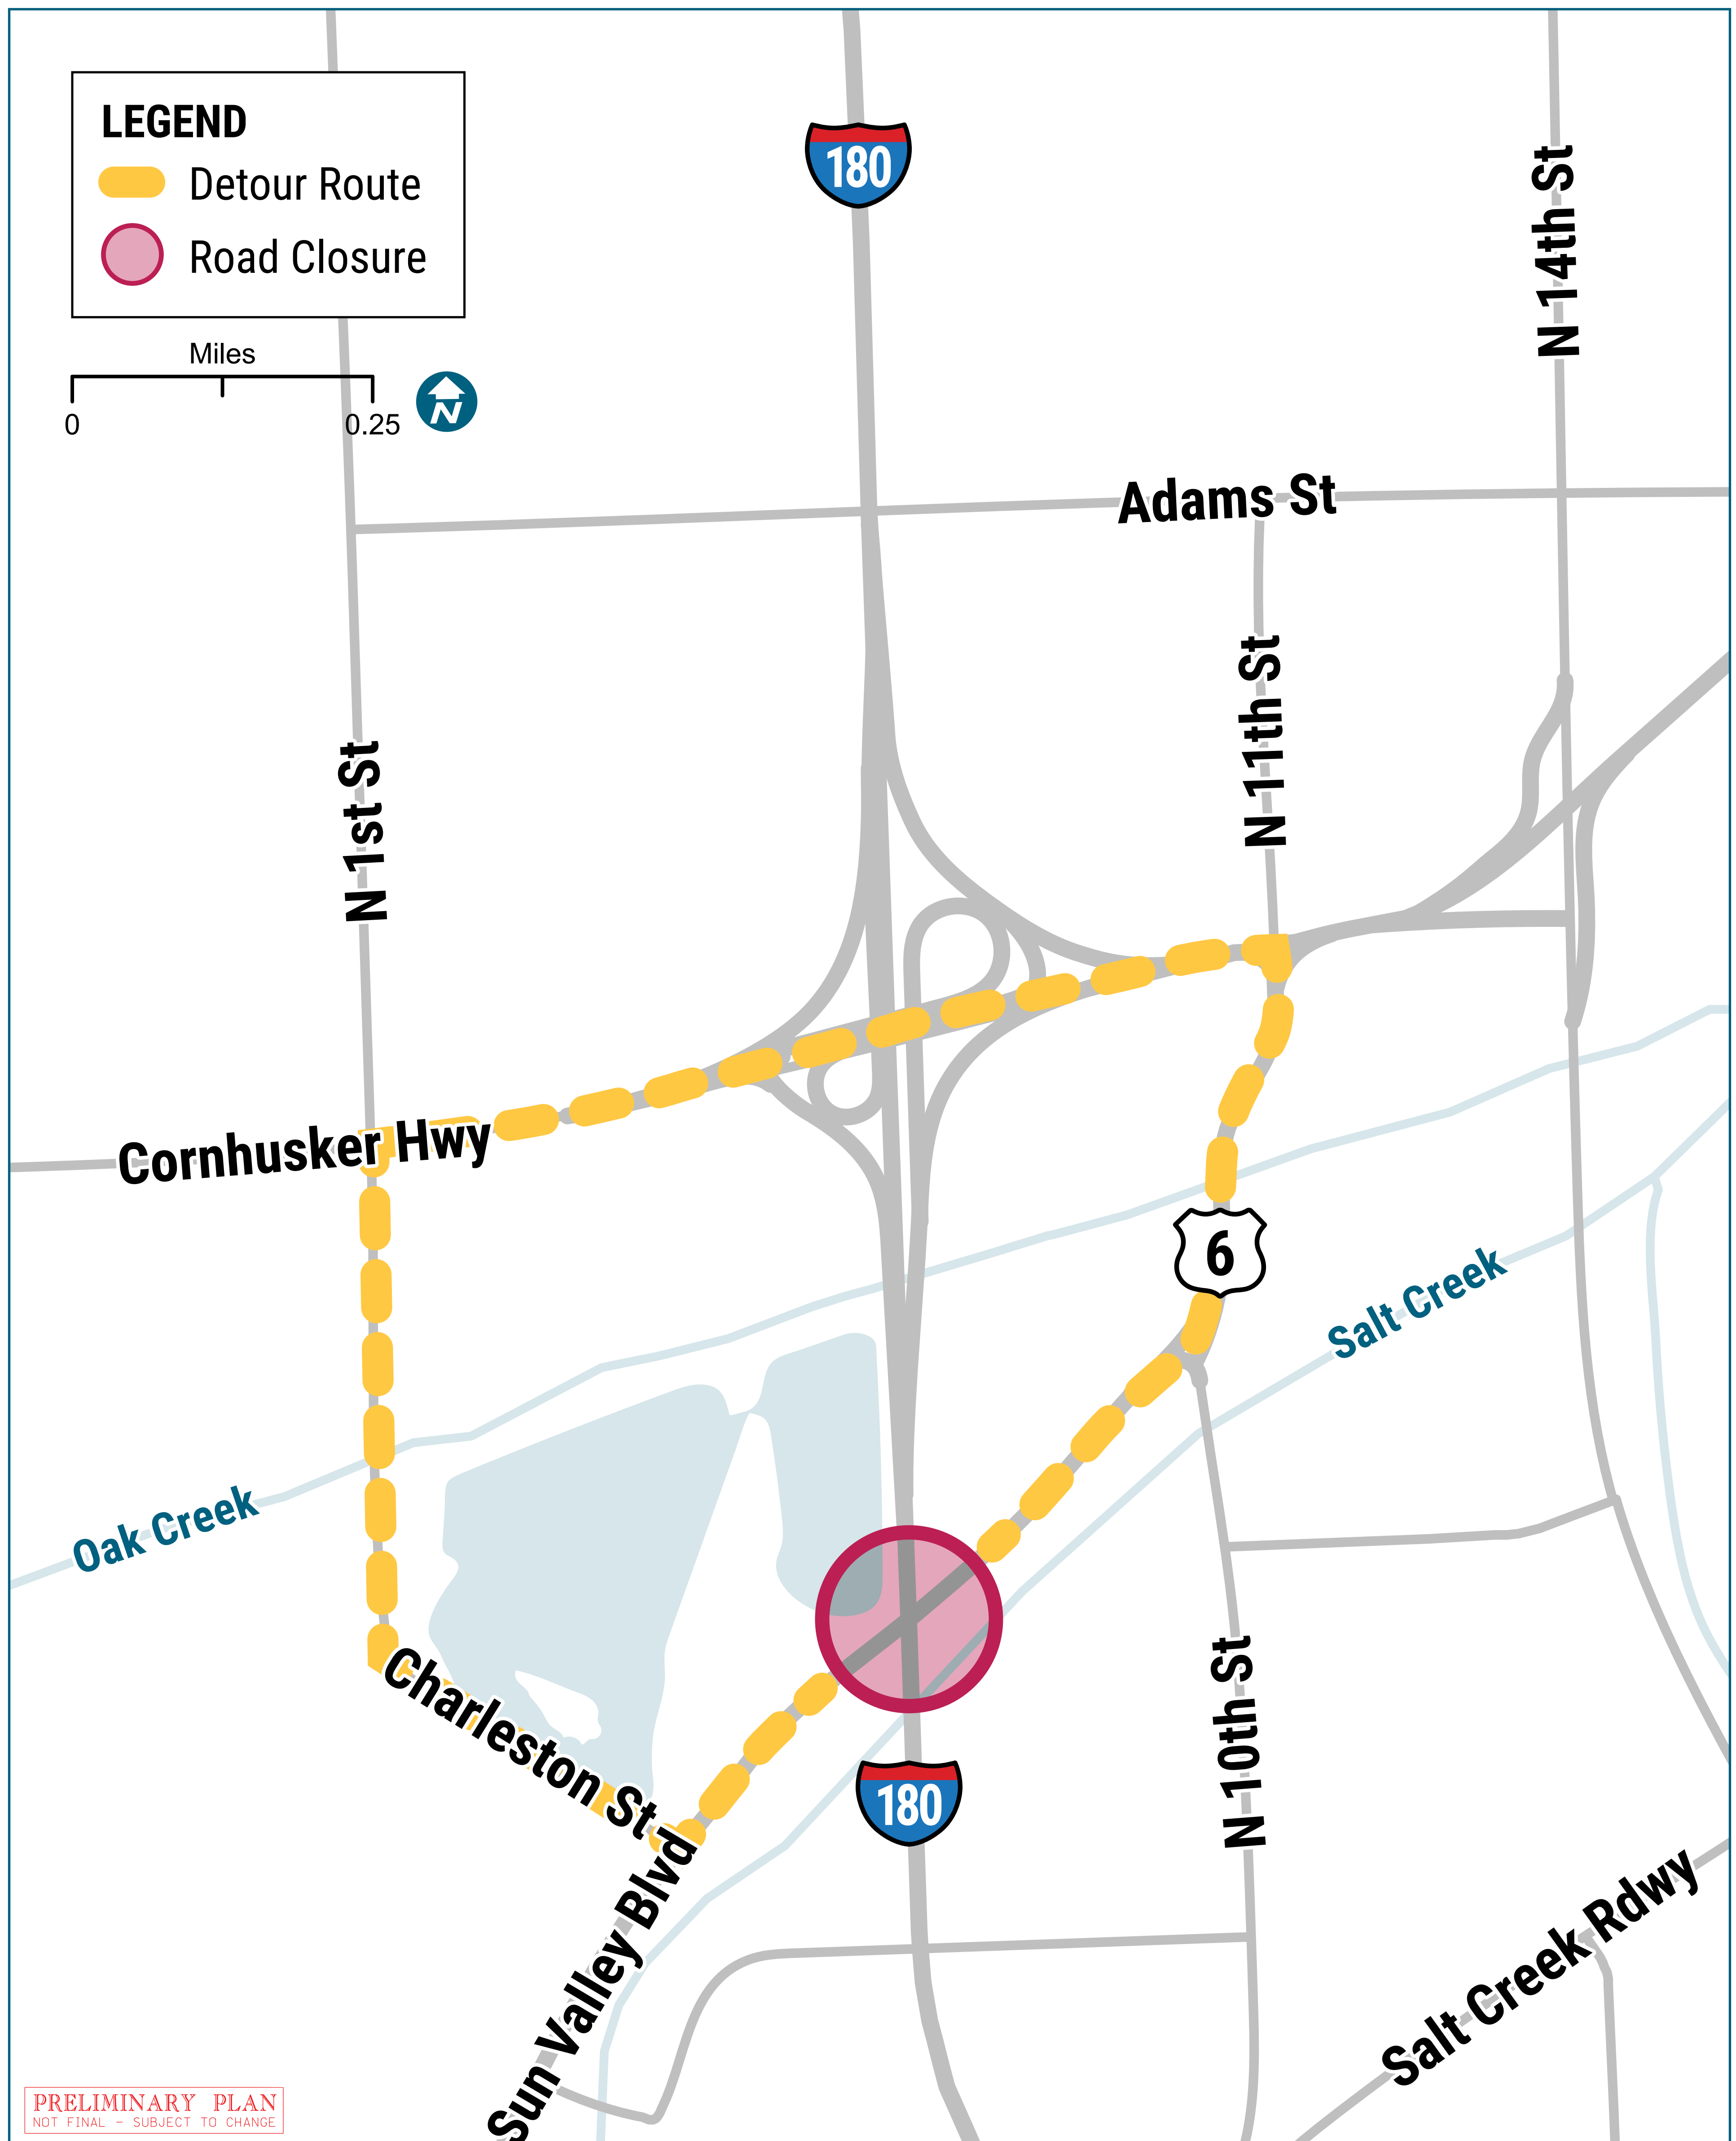 LEGEND
Detour Route
Road Closure
Miles
0 0.25
N
180
N 14th St
Adams St
N 11th St
N 1st St
Cornhusker Hwy
6
Salt Creek
Oak Creek
Charleston St
180
N 10th St
Sun Valley Blvd
Salt Creek Rdwy
PRELIMINARY PLAN
NOT FINAL - SUBJECT TO CHANGE